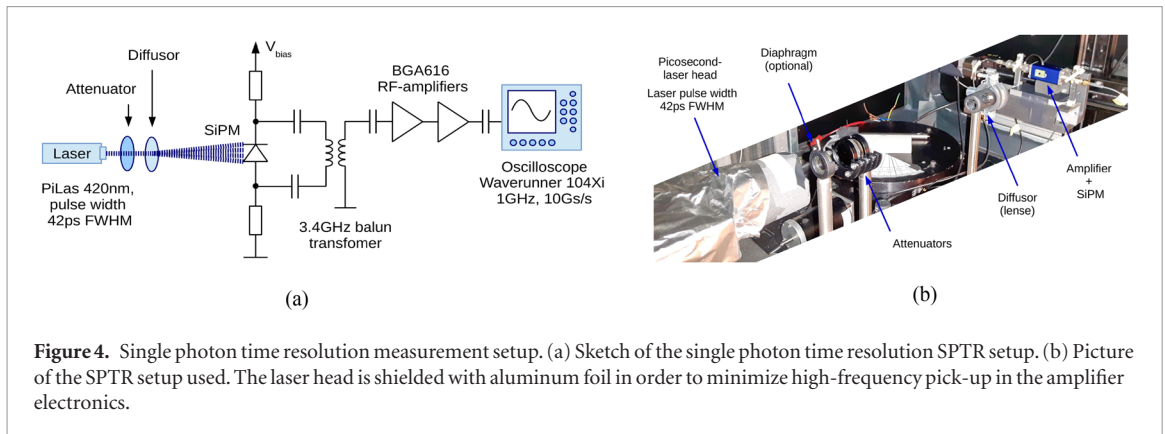 V_bias
Diffusor
Attenuator
BGA616
RF-amplifiers
SiPM
Laser
PiLas 420nm,
pulse width
42ps FWHM
3.4GHz balun
transfomer
Oscilloscope
Waverunner 104Xi
1GHz, 10Gs/s
(a)
Diaphragm
(optional)
Picosecond-
laser head
Laser pulse width
42ps FWHM
Amplifier
+
SiPM
Diffusor
(lense)
Attenuators
(b)
Figure 4. Single photon time resolution measurement setup. (a) Sketch of the single photon time resolution SPTR setup. (b) Picture
of the SPTR setup used. The laser head is shielded with aluminum foil in order to minimize high-frequency pick-up in the amplifier
electronics.